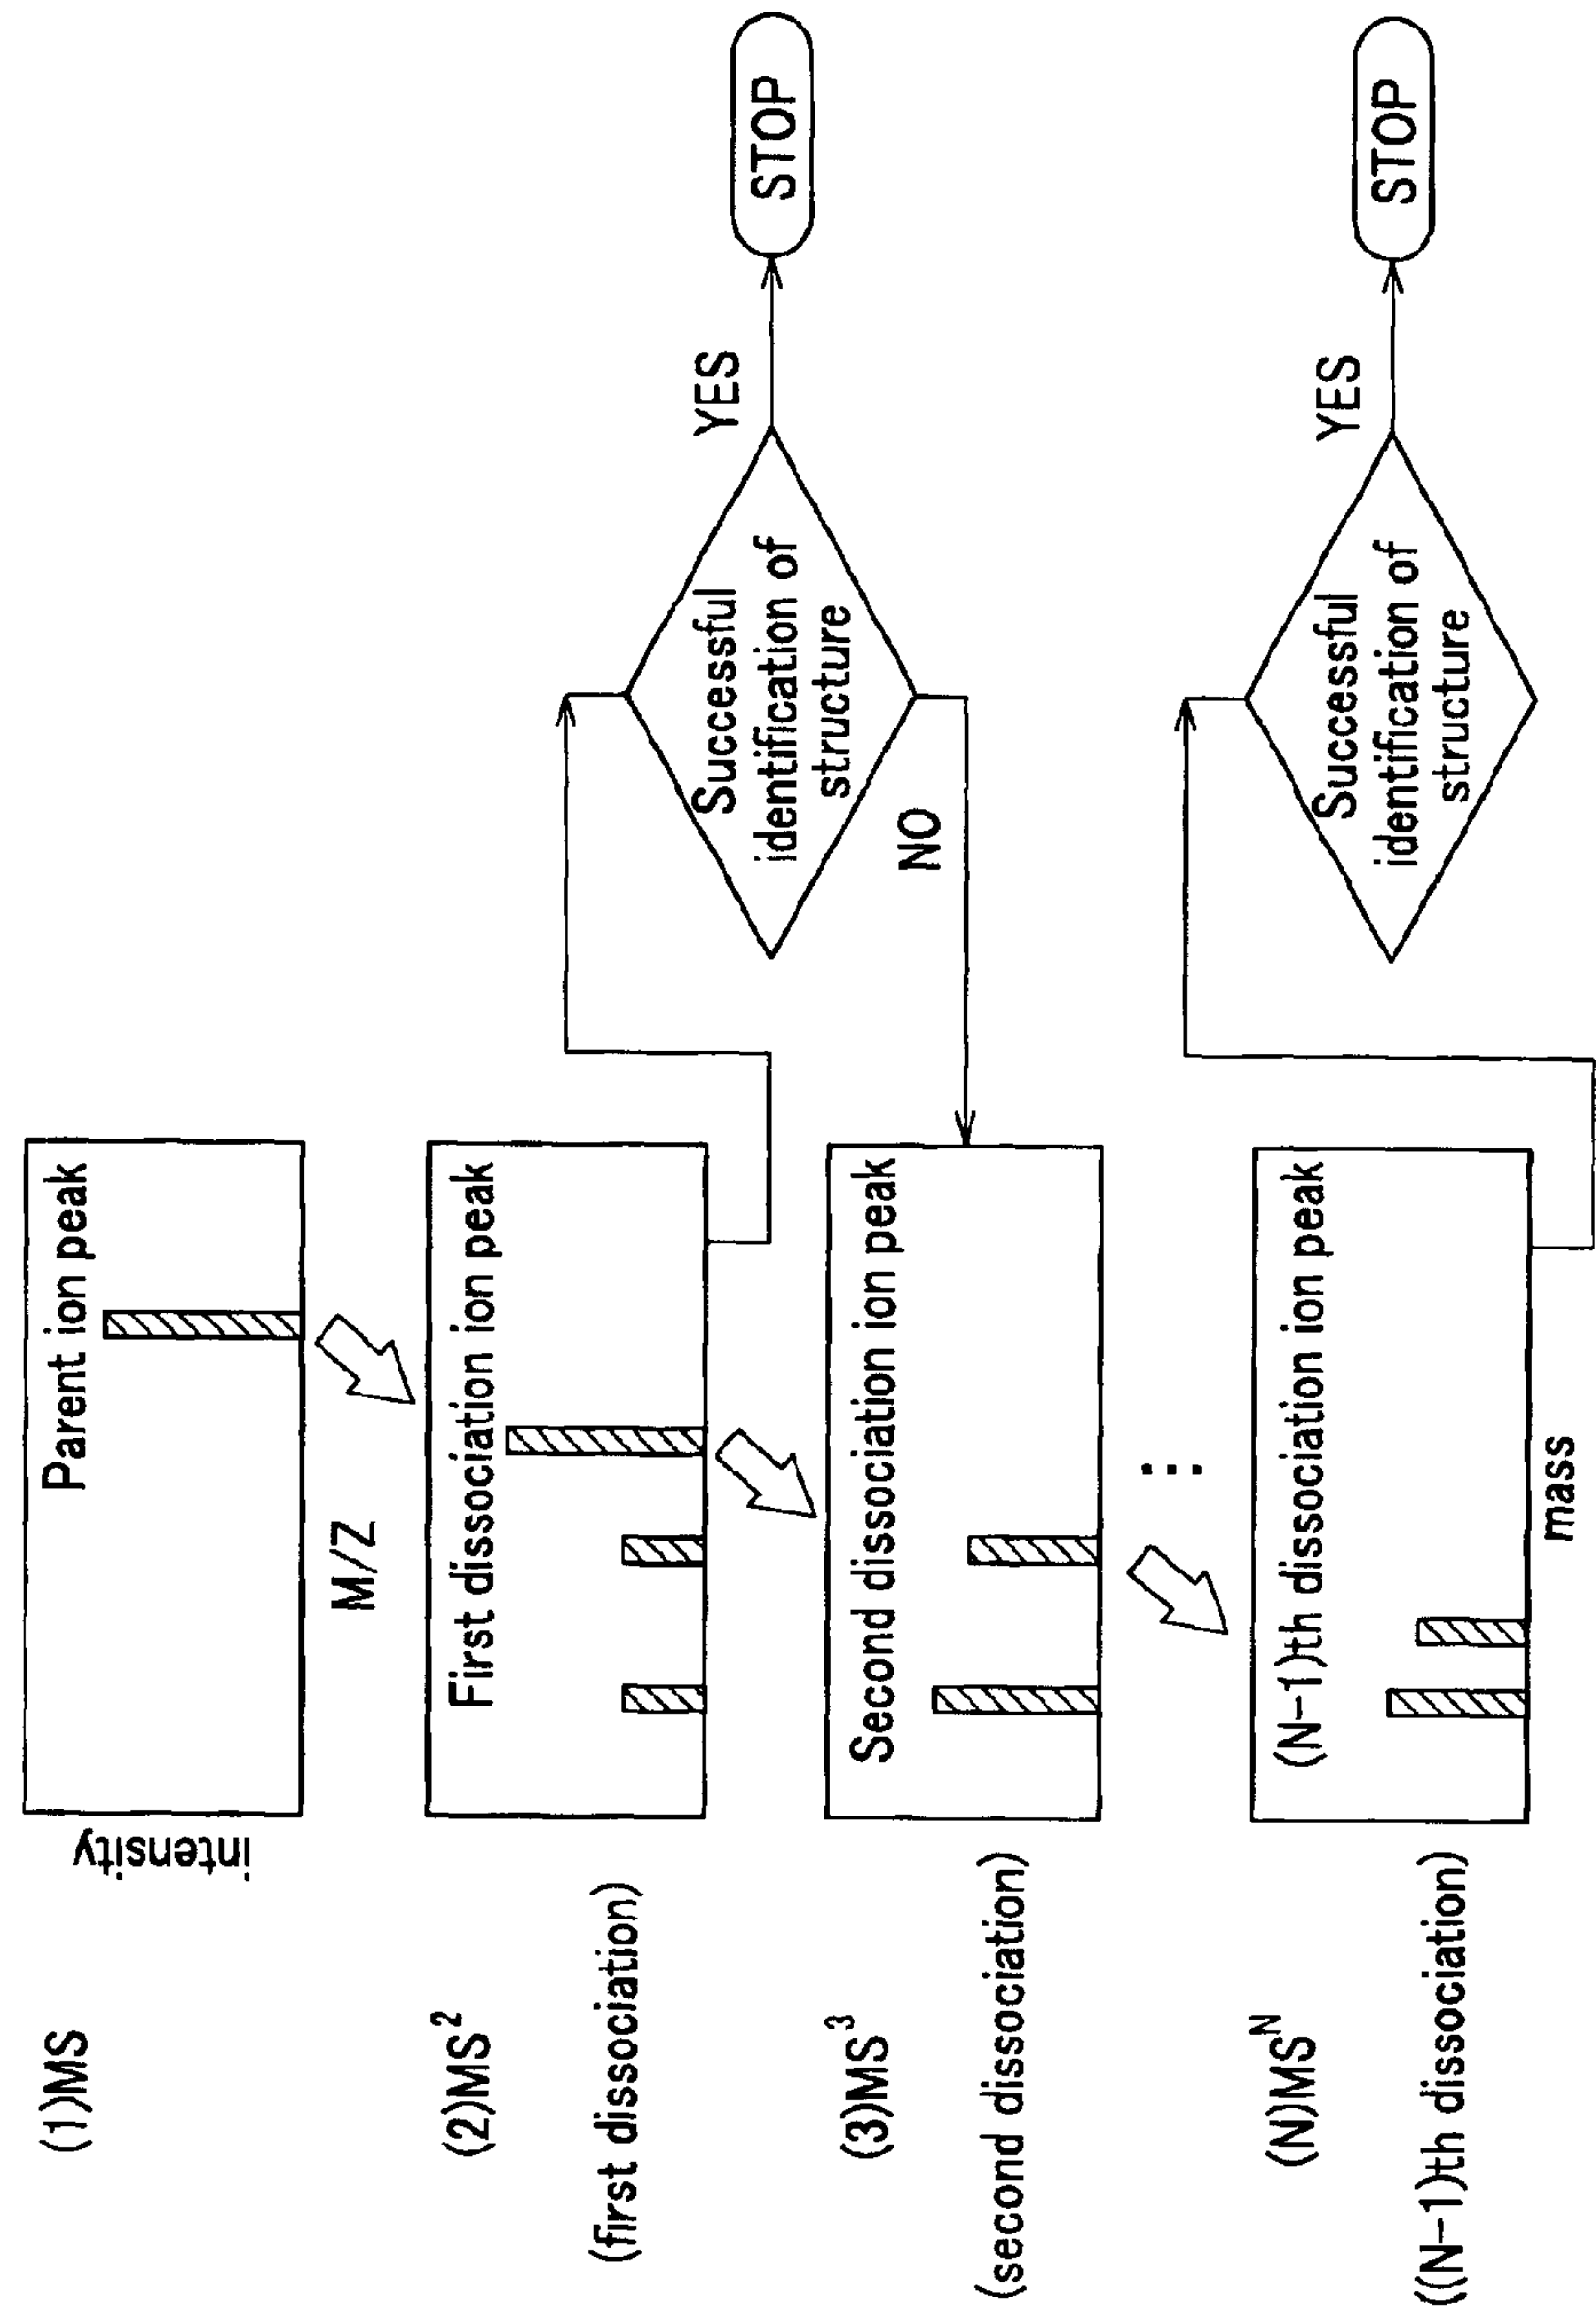 (1)MS
intensity
Parent ion peak
M/Z
(2)MS²
(first dissociation)
First dissociation ion peak
Successful
identification of
structure
YES
STOP
NO
(3)MS³
(second dissociation)
Second dissociation ion peak
⋮
(N)MSᴺ
((N-1)th dissociation)
(N-1)th dissociation ion peak
mass
Successful
identification of
structure
YES
STOP